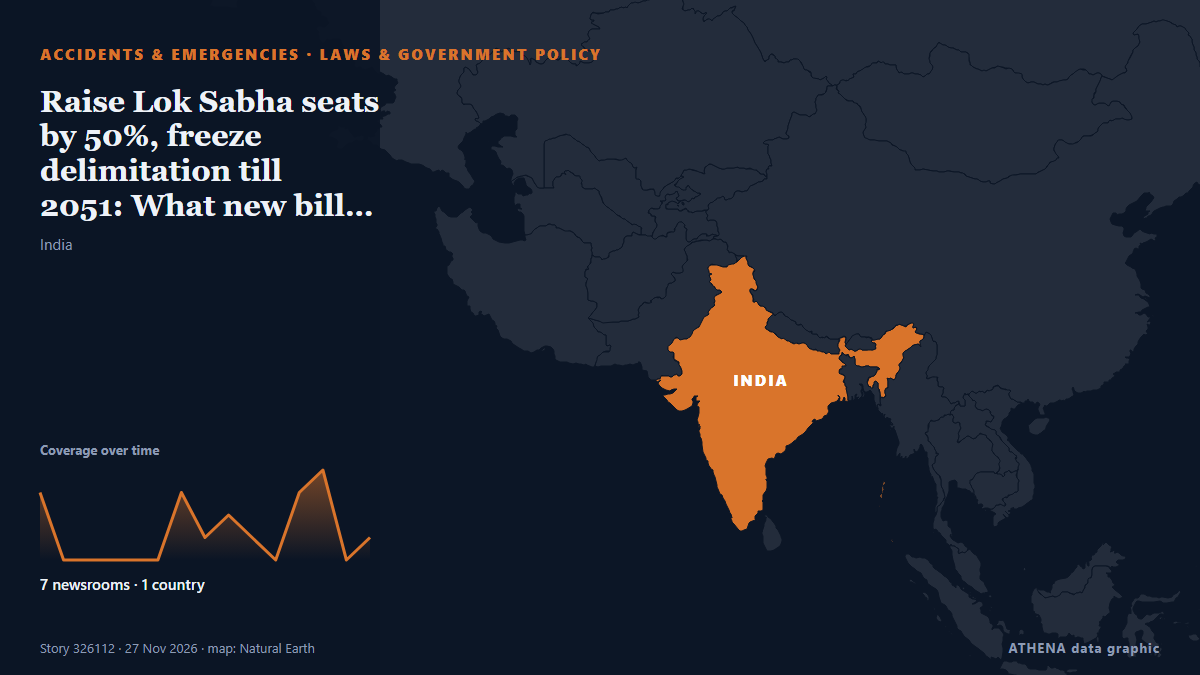 ACCIDENTS & EMERGENCIES · LAWS & GOVERNMENT POLICY
Raise Lok Sabha seats
by 50%, freeze
delimitation till
2051: What new bill...
India
INDIA
Coverage over time
7 newsrooms · 1 country
Story 326112 · 27 Nov 2026 · map: Natural Earth
ATHENA data graphic